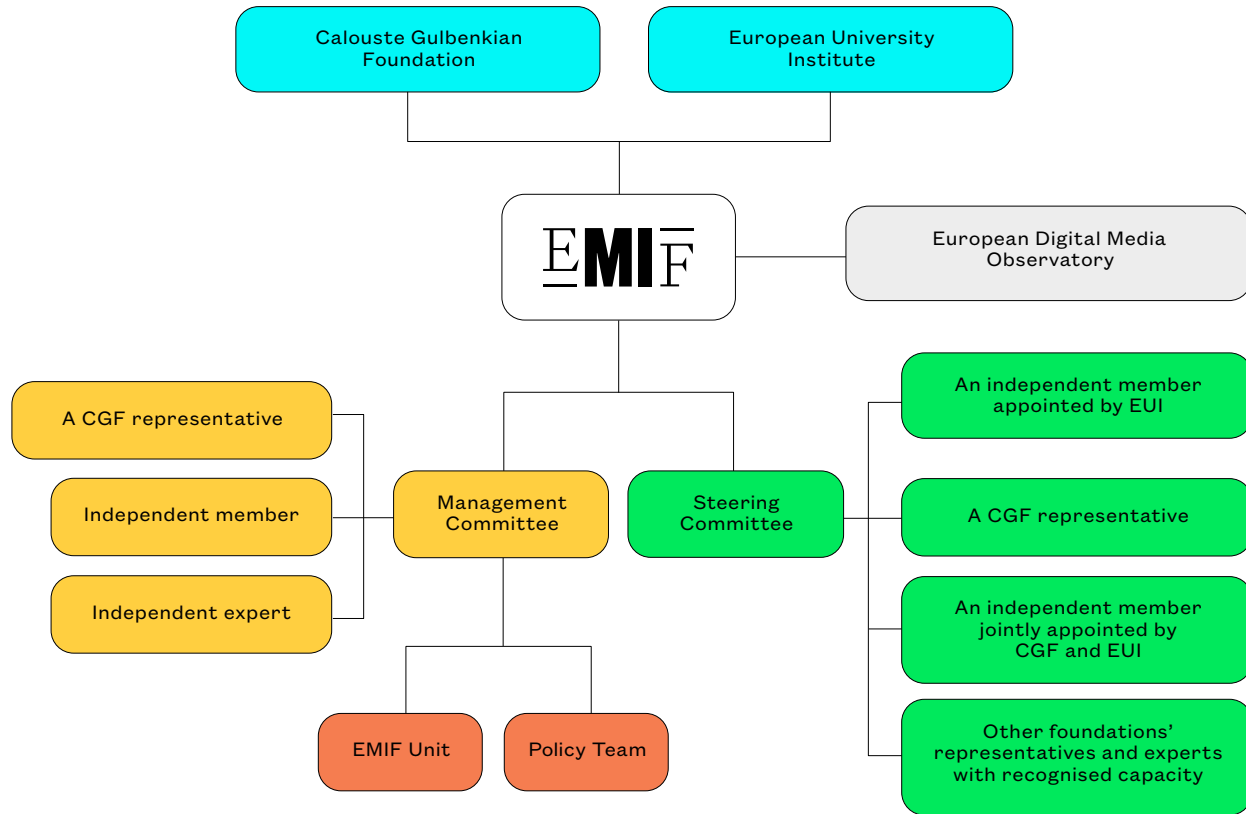 Calouste Gulbenkian
Foundation
European University
Institute
EMIF
European Digital Media
Observatory
A CGF representative
Independent member
Independent expert
Management
Committee
Steering
Committee
An independent member
appointed by EUI
A CGF representative
An independent member
jointly appointed by
CGF and EUI
Other foundations’
representatives and experts
with recognised capacity
EMIF Unit
Policy Team